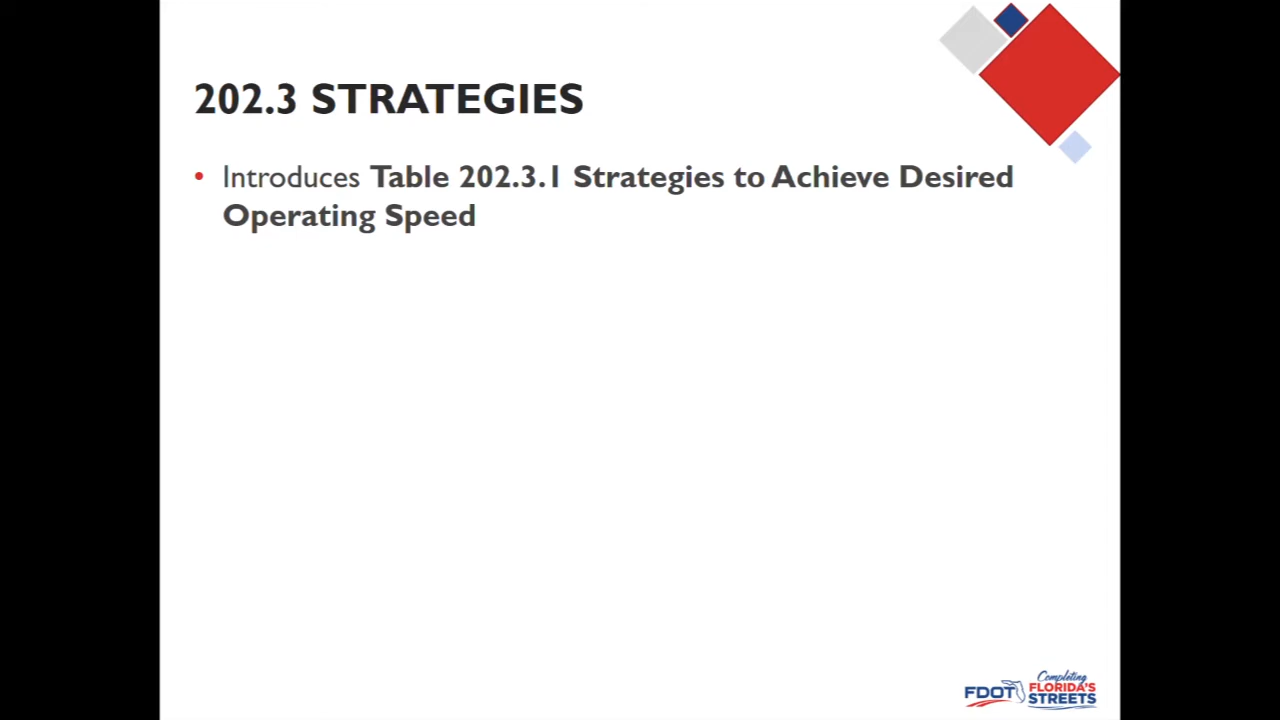 202.3 STRATEGIES
• Introduces Table 202.3.1 Strategies to Achieve Desired
Operating Speed
Completing
FDOT FLORIDA'S
STREETS